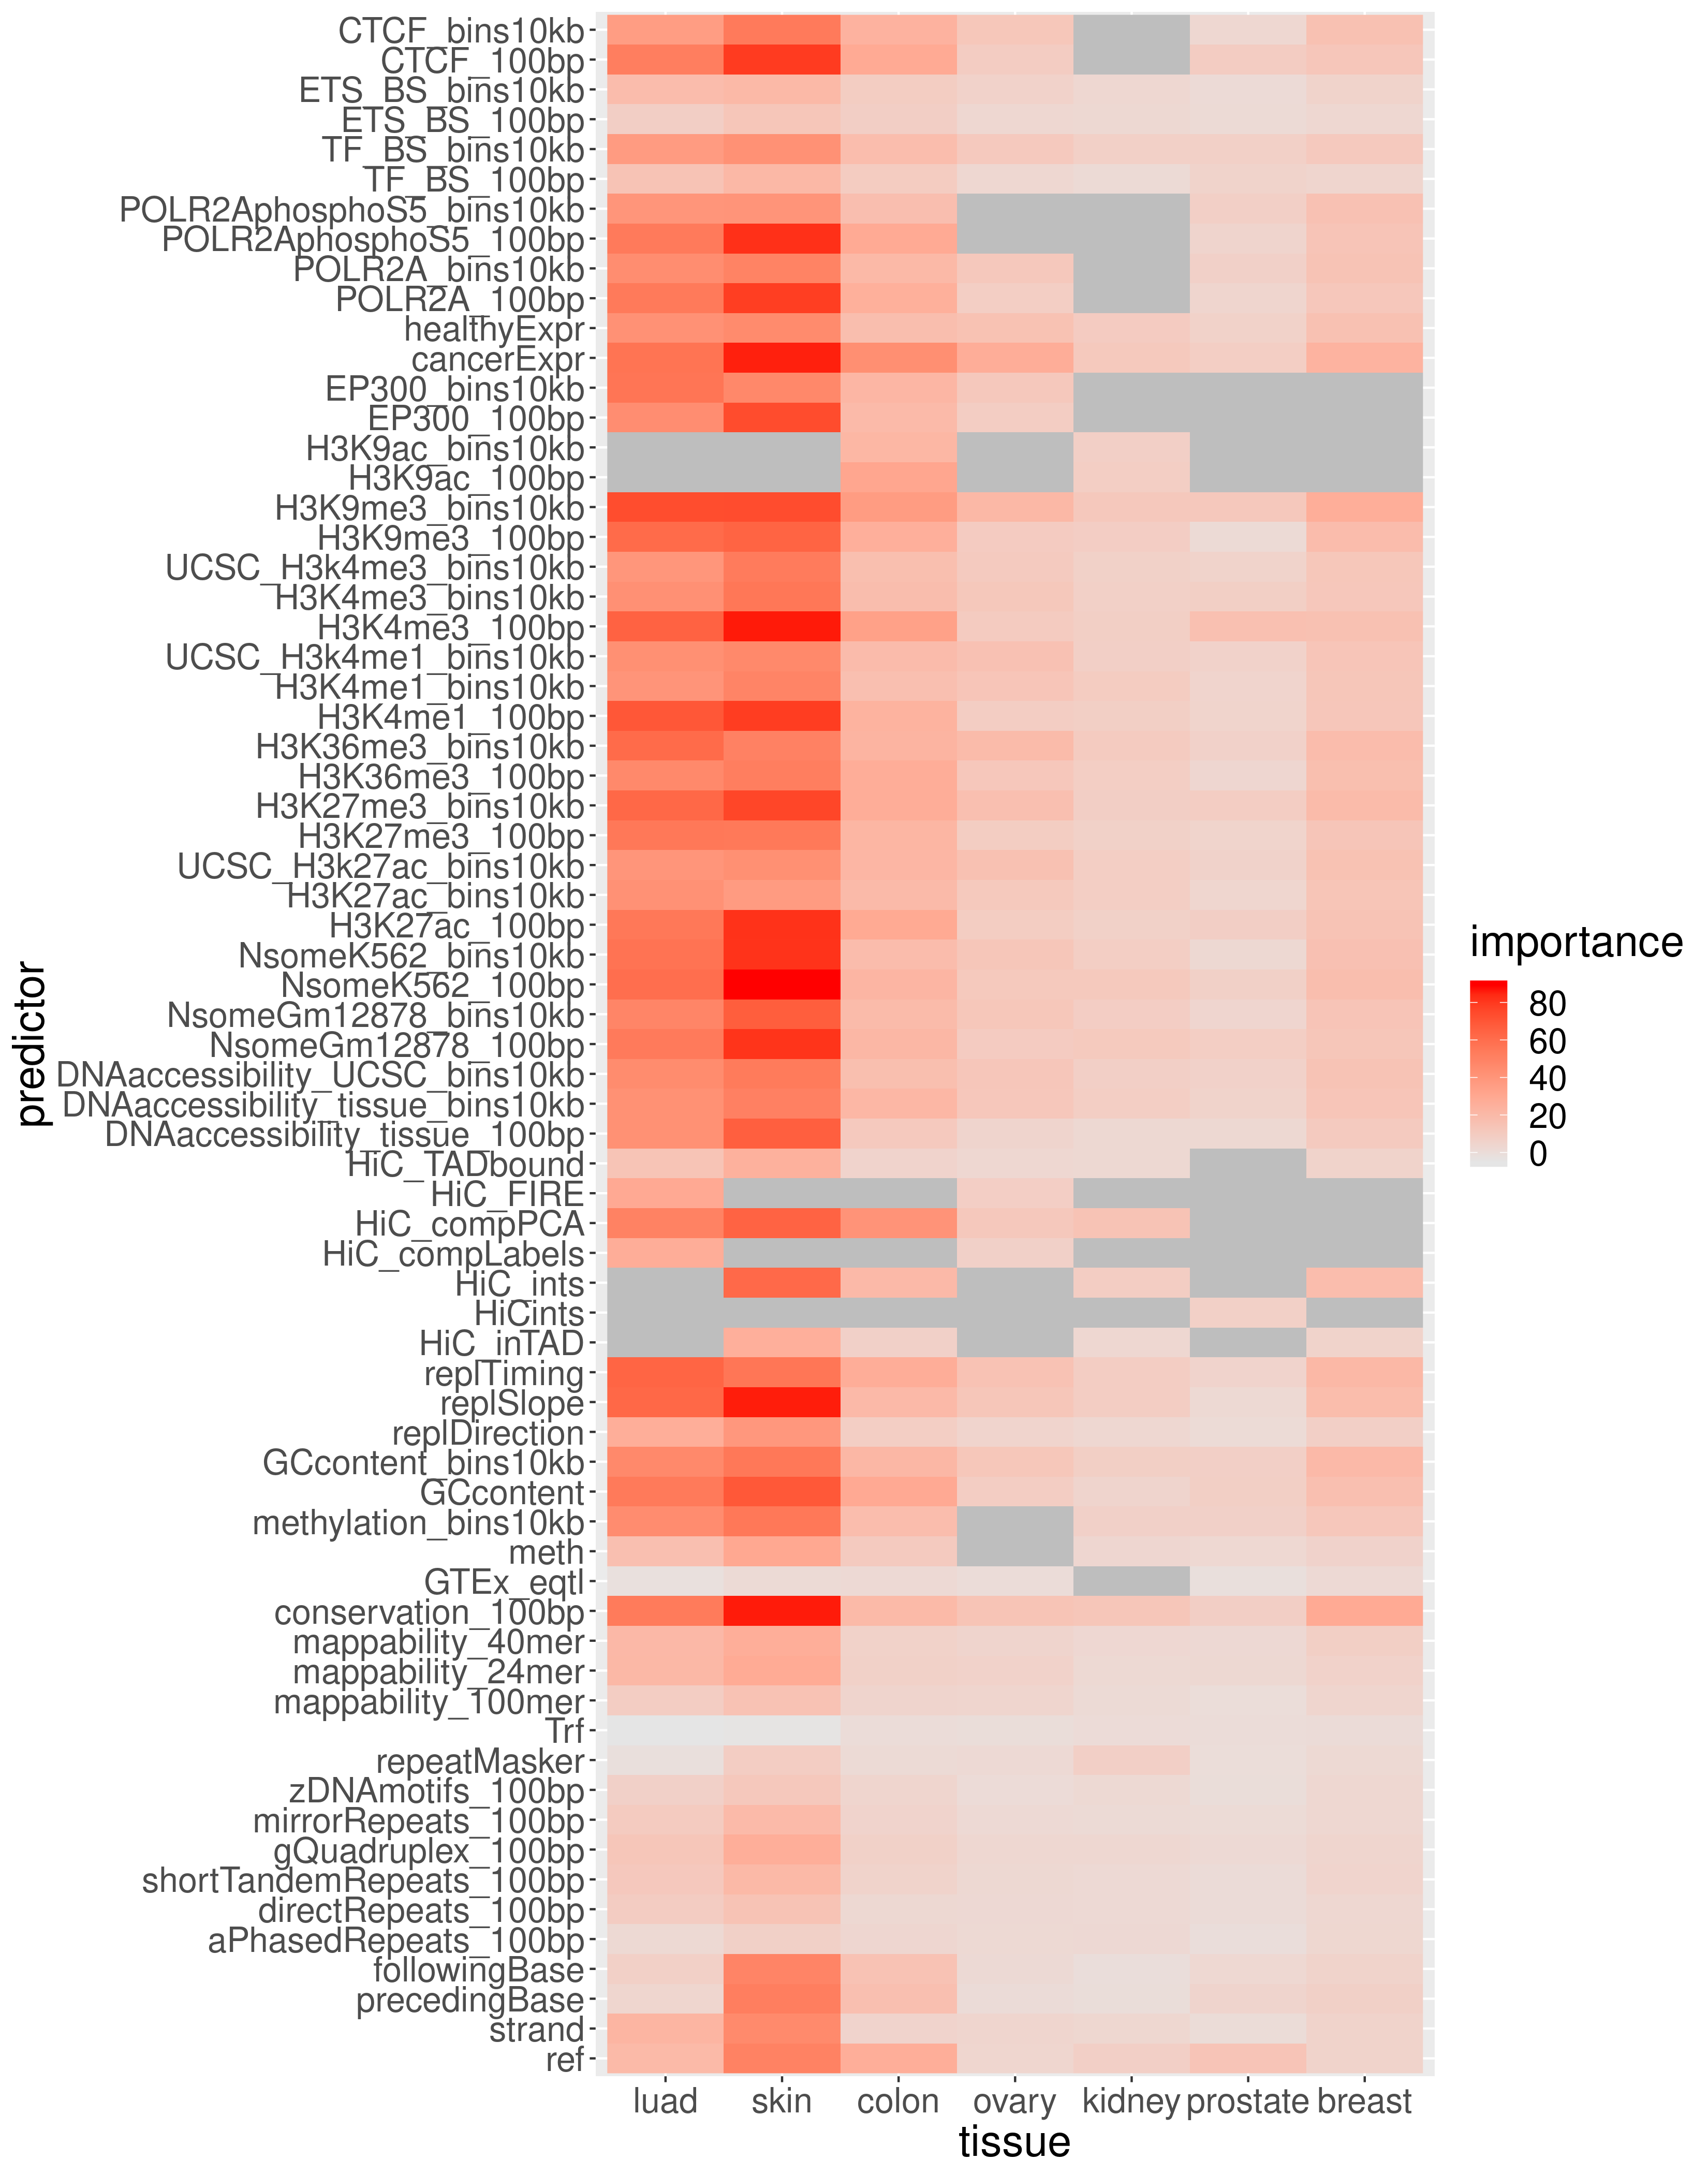 CTCF_bins10kb
CTCF_100bp
ETS_BS_bins10kb
ETS_BS_100bp
TF_BS_bins10kb
TF_BS_100bp
POLR2AphosphoS5_bins10kb
POLR2AphosphoS5_100bp
POLR2A_bins10kb
POLR2A_100bp
healthyExpr
cancerExpr
EP300_bins10kb
EP300_100bp
H3K9ac_bins10kb
H3K9ac_100bp
H3K9me3_bins10kb
H3K9me3_100bp
UCSC_H3k4me3_bins10kb
H3K4me3_bins10kb
H3K4me3_100bp
UCSC_H3k4me1_bins10kb
H3K4me1_bins10kb
H3K4me1_100bp
H3K36me3_bins10kb
H3K36me3_100bp
H3K27me3_bins10kb
H3K27me3_100bp
UCSC_H3k27ac_bins10kb
H3K27ac_bins10kb
H3K27ac_100bp
NsomeK562_bins10kb
NsomeK562_100bp
NsomeGm12878_bins10kb
NsomeGm12878_100bp
DNAaccessibility_UCSC_bins10kb
DNAaccessibility_tissue_bins10kb
DNAaccessibility_tissue_100bp
HiC_TADbound
HiC_FIRE
HiC_compPCA
HiC_compLabels
HiC_ints
HiCints
HiC_inTAD
replTiming
replSlope
replDirection
GCcontent_bins10kb
GCcontent
methylation_bins10kb
meth
GTEx_eqtl
conservation_100bp
mappability_40mer
mappability_24mer
mappability_100mer
Trf
repeatMasker
zDNAmotifs_100bp
mirrorRepeats_100bp
gQuadruplex_100bp
shortTandemRepeats_100bp
directRepeats_100bp
aPhasedRepeats_100bp
followingBase
precedingBase
strand
ref
predictor
luad skin colon ovary kidney prostate breast
tissue
importance
80
60
40
20
0